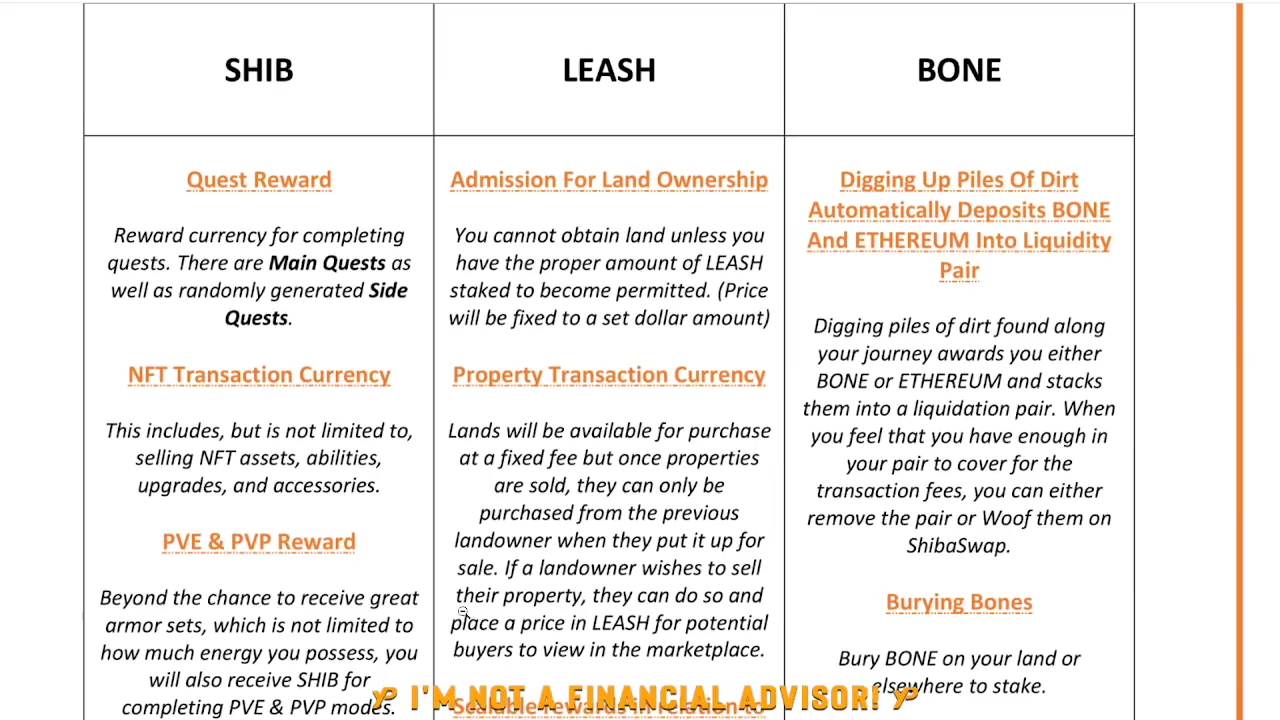 SHIB
Quest Reward
Reward currency for completing
quests. There are Main Quests as
well as randomly generated Side
Quests.
NFT Transaction Currency
This includes, but is not limited to,
selling NFT assets, abilities,
upgrades, and accessories.
PVE & PVP Reward
Beyond the chance to receive great
armor sets, which is not limited to
how much energy you possess, you
will also receive SHIB for
completing PVE & PVP modes.
LEASH
Admission For Land Ownership
You cannot obtain land unless you
have the proper amount of LEASH
staked to become permitted. (Price
will be fixed to a set dollar amount)
Property Transaction Currency
Lands will be available for purchase
at a fixed fee but once properties
are sold, they can only be
purchased from the previous
landowner when they put it up for
sale. If a landowner wishes to sell
their property, they can do so and
place a price in LEASH for potential
buyers to view in the marketplace.
Scalable rewards in relation to
BONE
Digging Up Piles Of Dirt
Automatically Deposits BONE
And ETHEREUM Into Liquidity
Pair
Digging piles of dirt found along
your journey awards you either
BONE or ETHEREUM and stacks
them into a liquidation pair. When
you feel that you have enough in
your pair to cover for the
transaction fees, you can either
remove the pair or Woof them on
ShibaSwap.
Burying Bones
Bury BONE on your land or
elsewhere to stake.
I'M NOT A FINANCIAL ADVISOR!